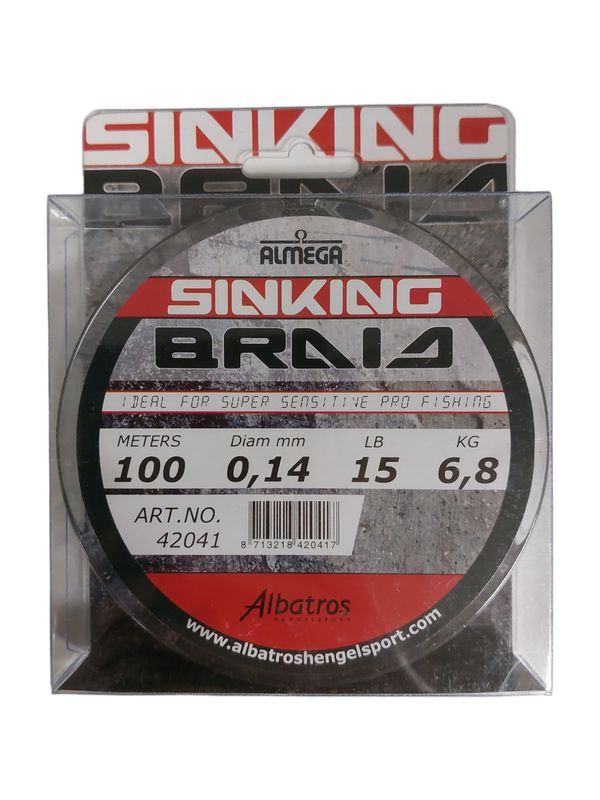 SINKING
BRAID
ALMEGA
SINKING
BRAID
IDEAL FOR SUPER SENSITIVE PRO FISHING
METERS Diam mm LB KG
100 0,14 15 6,8
ART.NO.
42041
8 713218 420417
Albatros
HENGELSPORT
www.albatroshengelsport.com